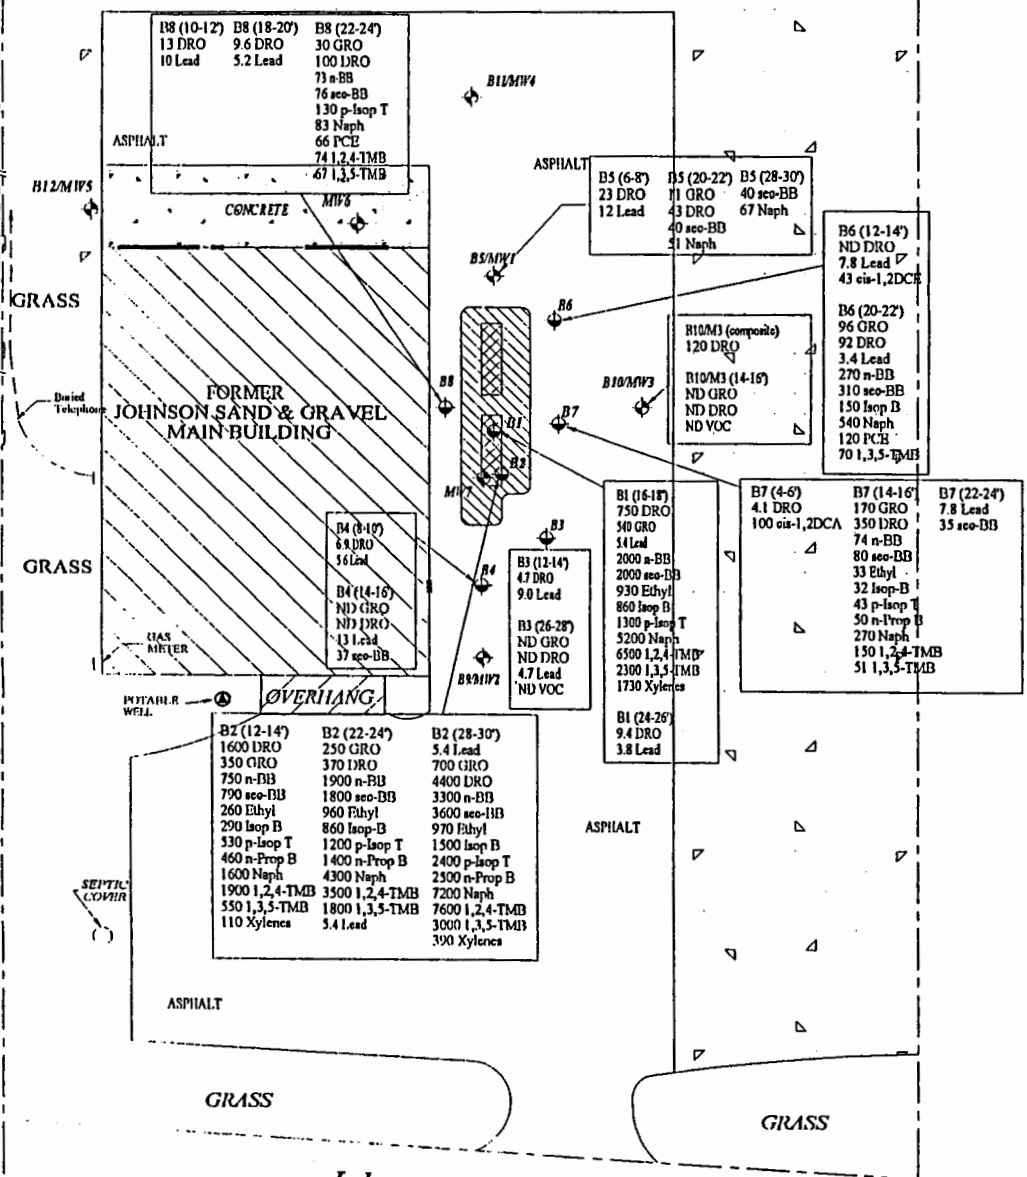 B8 (10-12')
13 DRO
10 Lead
B8 (18-20')
9.6 DRO
5.2 Lead
B8 (22-24')
30 GRO
100 DRO
73 n-BB
76 sec-BB
130 p-Isop T
83 Naph
66 PCE
74 1,2,4-TMB
67 1,3,5-TMB
B11/MW4
ASPHALT
ASPHALT
B12/MW5
CONCRETE
MW6
B5 (6-8')
23 DRO
12 Lead
B5 (20-22')
11 GRO
43 DRO
40 sec-BB
51 Naph
B5 (28-30')
40 sec-BB
67 Naph
B5/MW1
B6 (12-14')
ND DRO
7.8 Lead
43 cis-1,2DCE
B6 (20-22')
96 GRO
92 DRO
3.4 Lead
270 n-BB
310 sec-BB
150 Isop B
540 Naph
120 PCE
70 1,3,5-TMB
GRASS
B6
B10/M3 (composite)
120 DRO
B10/M3 (14-16')
ND GRO
ND DRO
ND VOC
Buried
Telephone
FORMER
JOHNSON SAND & GRAVEL
MAIN BUILDING
B8
B10/MW3
B7
B1
B2
MW7
B7 (4-6')
4.1 DRO
100 cis-1,2DCA
B7 (14-16')
170 GRO
350 DRO
74 n-BB
80 sec-BB
33 Ethyl
32 Isop-B
43 p-Isop T
50 n-Prop B
270 Naph
150 1,2,4-TMB
51 1,3,5-TMB
B7 (22-24')
7.8 Lead
35 sec-BB
B1 (16-18')
750 DRO
540 GRO
5.4 Lead
2000 n-BB
2000 sec-BB
930 Ethyl
860 Isop B
1300 p-Isop T
5200 Naph
6500 1,2,4-TMB
2300 1,3,5-TMB
1730 Xylenes
B1 (24-26')
9.4 DRO
3.8 Lead
B4 (8-10')
6.9 DRO
5.6 Lead
B4 (14-16')
ND GRO
ND DRO
13 Lead
37 sec-BB
B3
B4
B3 (12-14')
4.7 DRO
9.0 Lead
B3 (26-28')
ND GRO
ND DRO
4.7 Lead
ND VOC
GRASS
GAS
METER
B9/MW2
POTABLE
WELL
OVERHANG
B2 (12-14')
1600 DRO
350 GRO
750 n-BB
790 sec-BB
260 Ethyl
290 Isop B
530 p-Isop T
460 n-Prop B
1600 Naph
1900 1,2,4-TMB
550 1,3,5-TMB
110 Xylenes
B2 (22-24')
250 GRO
370 DRO
1900 n-BB
1800 sec-BB
960 Ethyl
860 Isop-B
1200 p-Isop T
1400 n-Prop B
4300 Naph
3500 1,2,4-TMB
1800 1,3,5-TMB
5.4 Lead
B2 (28-30')
5.4 Lead
700 GRO
4400 DRO
3300 n-BB
3600 sec-BB
970 Ethyl
1500 Isop B
2400 p-Isop T
2500 n-Prop B
7200 Naph
7600 1,2,4-TMB
3000 1,3,5-TMB
390 Xylenes
ASPHALT
SEPTIC
COVER
ASPHALT
GRASS
GRASS